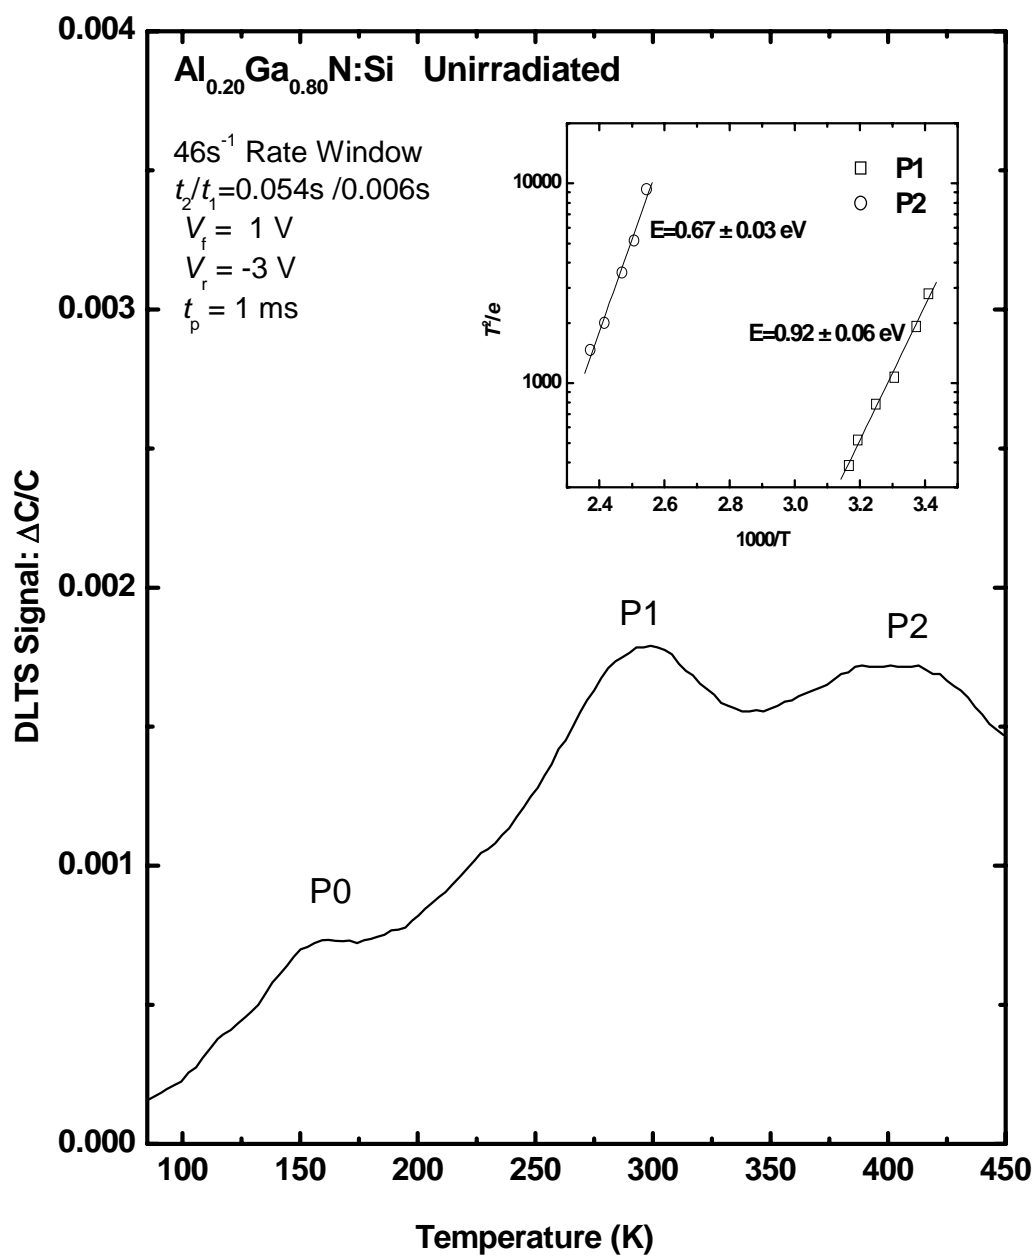 0.004
Al0.20Ga0.80N:Si Unirradiated
46s-1 Rate Window
t2/t1=0.054s /0.006s
Vf = 1 V
Vr = -3 V
tp = 1 ms
P1
P2
10000
1000
E=0.67 ± 0.03 eV
E=0.92 ± 0.06 eV
T2/e
2.4 2.6 2.8 3.0 3.2 3.4
1000/T
0.003
0.002
0.001
0.000
DLTS Signal: ΔC/C
P0
P1
P2
100 150 200 250 300 350 400 450
Temperature (K)